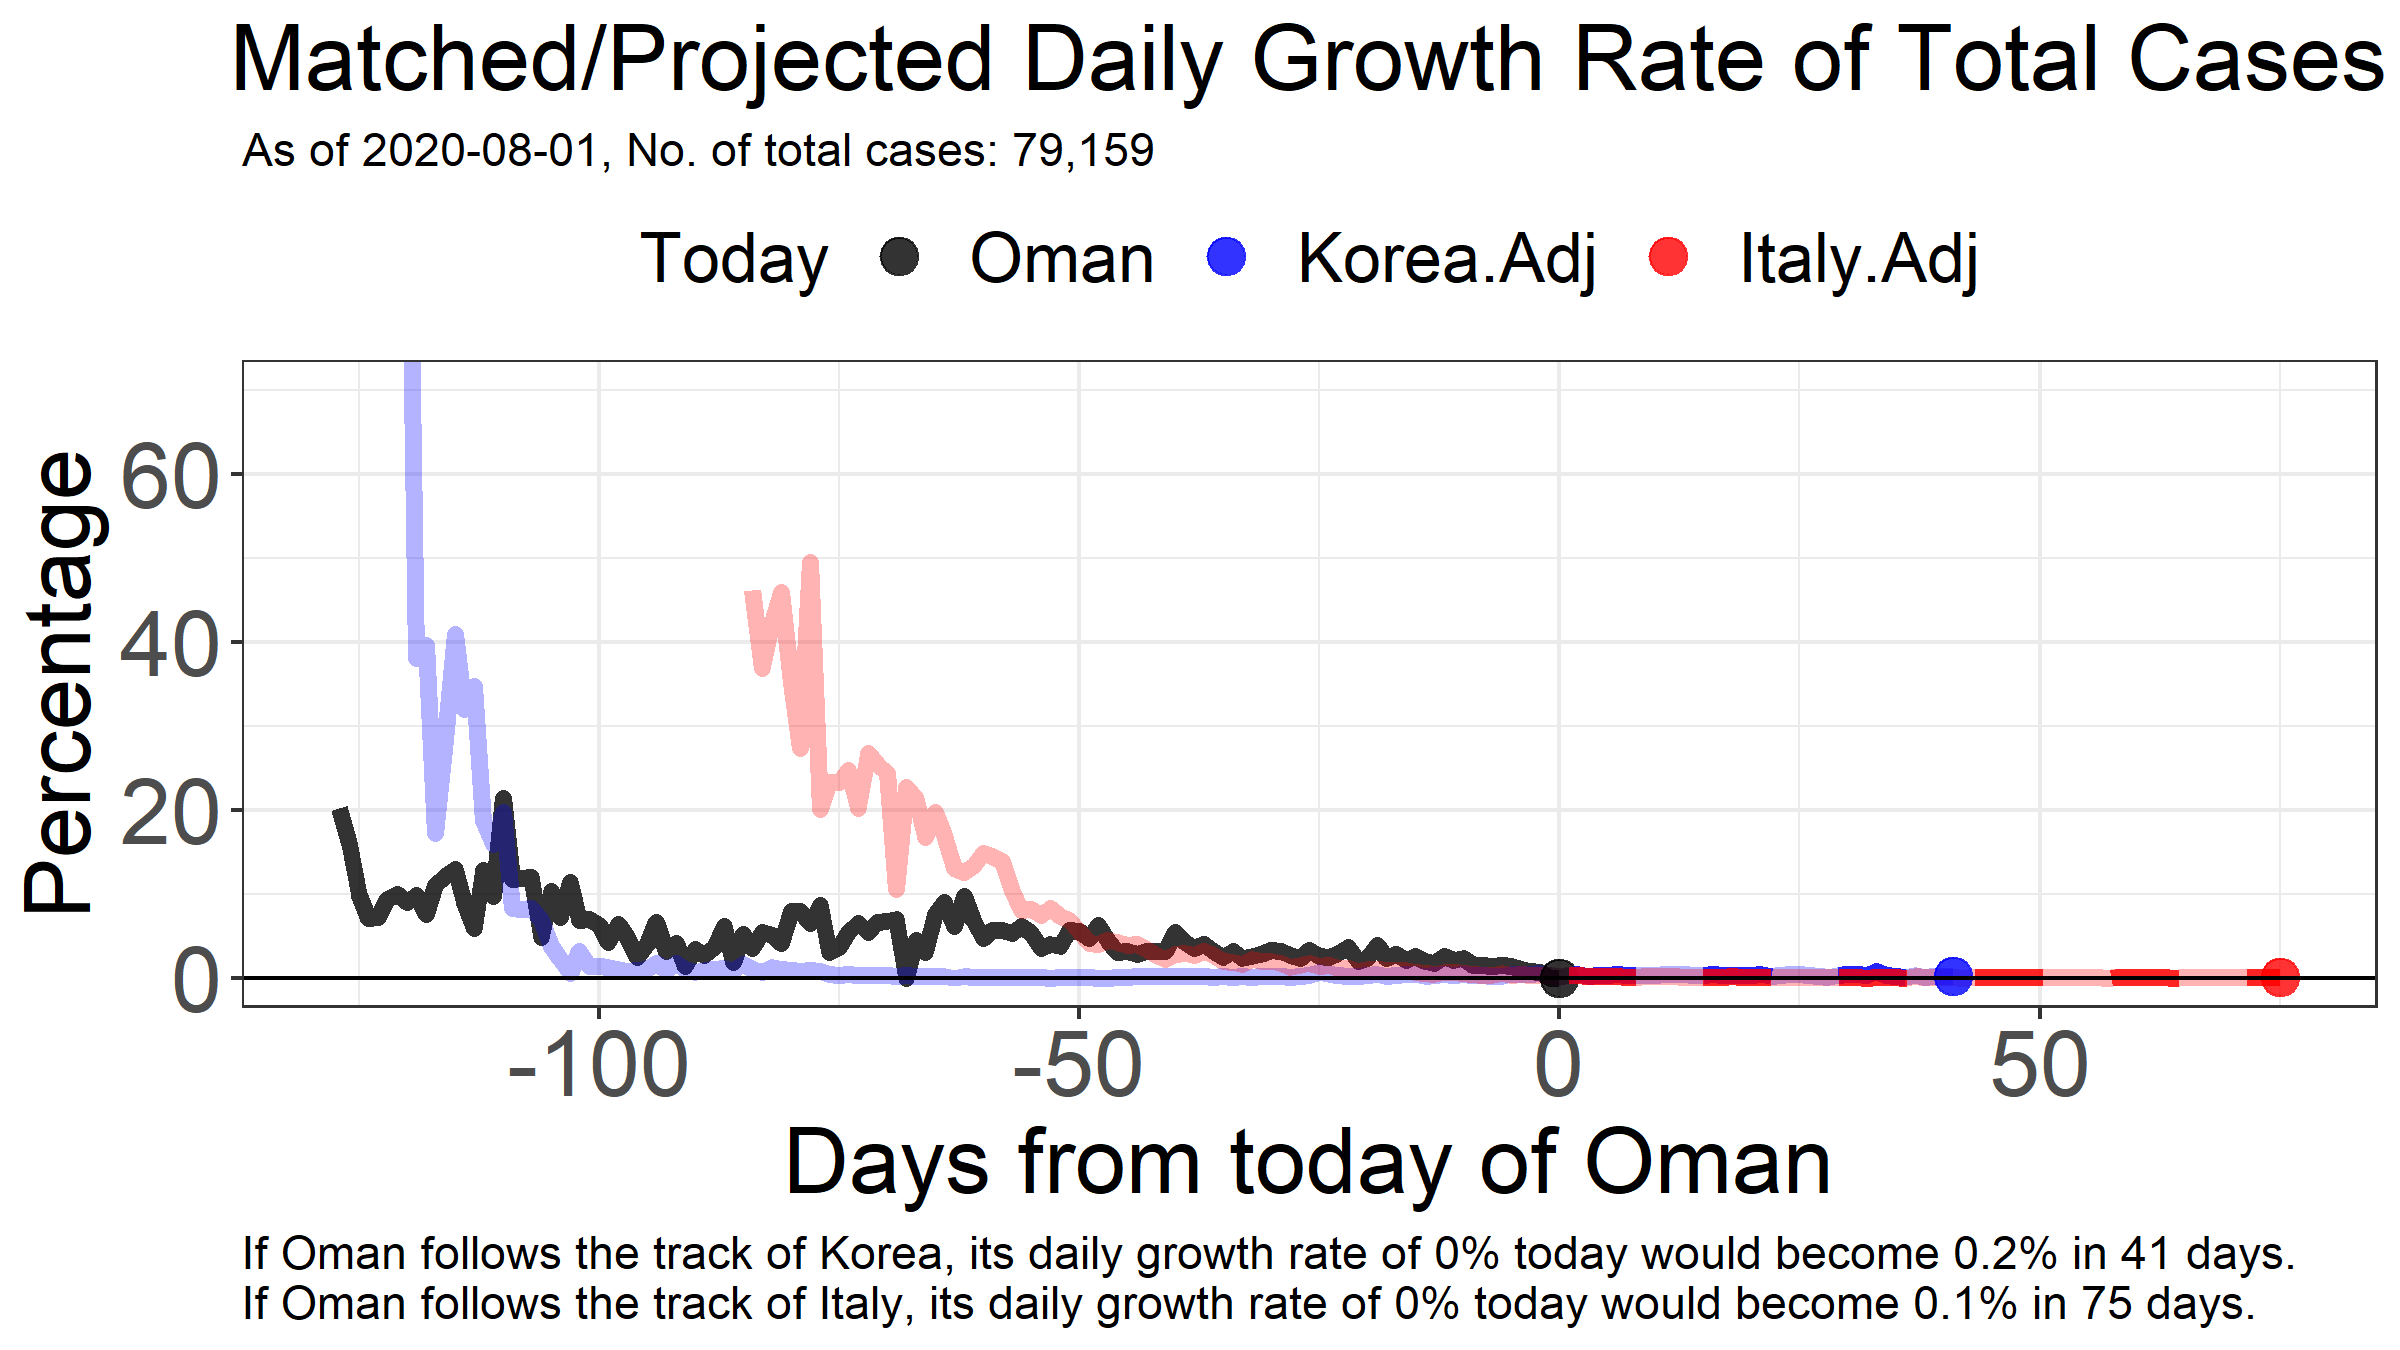 Matched/Projected Daily Growth Rate of Total Cases
As of 2020-08-01, No. of total cases: 79,159
Today Oman Korea.Adj Italy.Adj
Percentage
60
40
20
0
-100 -50 0 50
Days from today of Oman
If Oman follows the track of Korea, its daily growth rate of 0% today would become 0.2% in 41 days.
If Oman follows the track of Italy, its daily growth rate of 0% today would become 0.1% in 75 days.